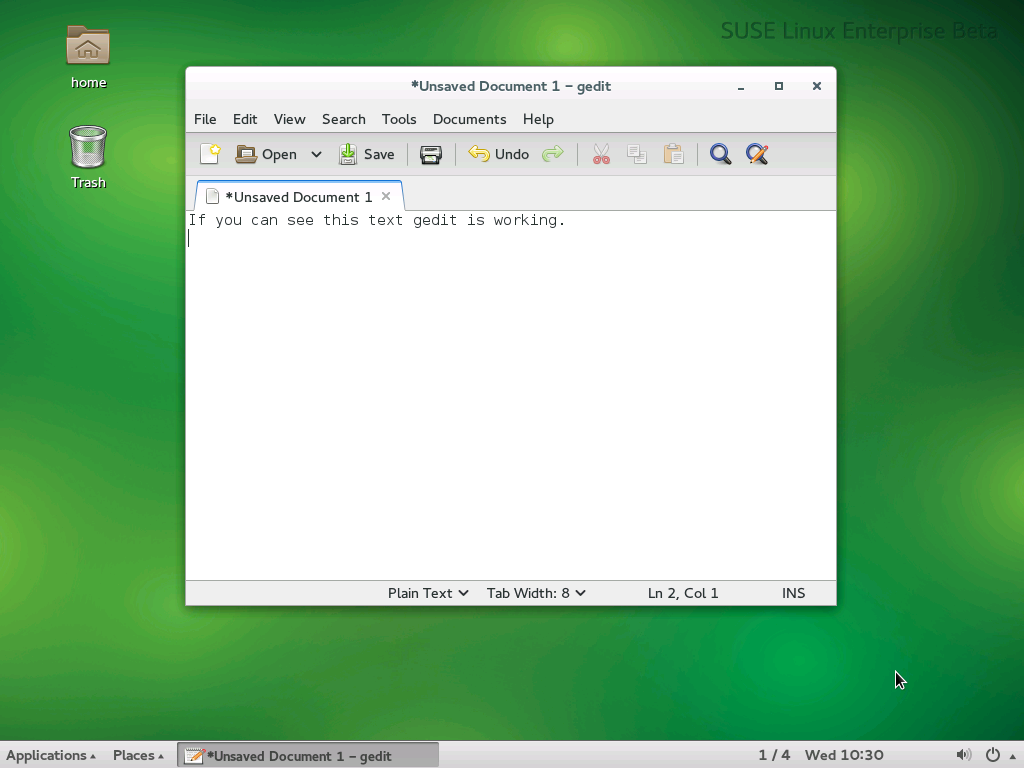 SUSE Linux Enterprise Beta
home
Trash
*Unsaved Document 1 – gedit
File Edit View Search Tools Documents Help
Open Save Undo
*Unsaved Document 1
If you can see this text gedit is working.
Plain Text Tab Width: 8 Ln 2, Col 1 INS
Applications Places *Unsaved Document 1 – gedit 1 / 4 Wed 10:30